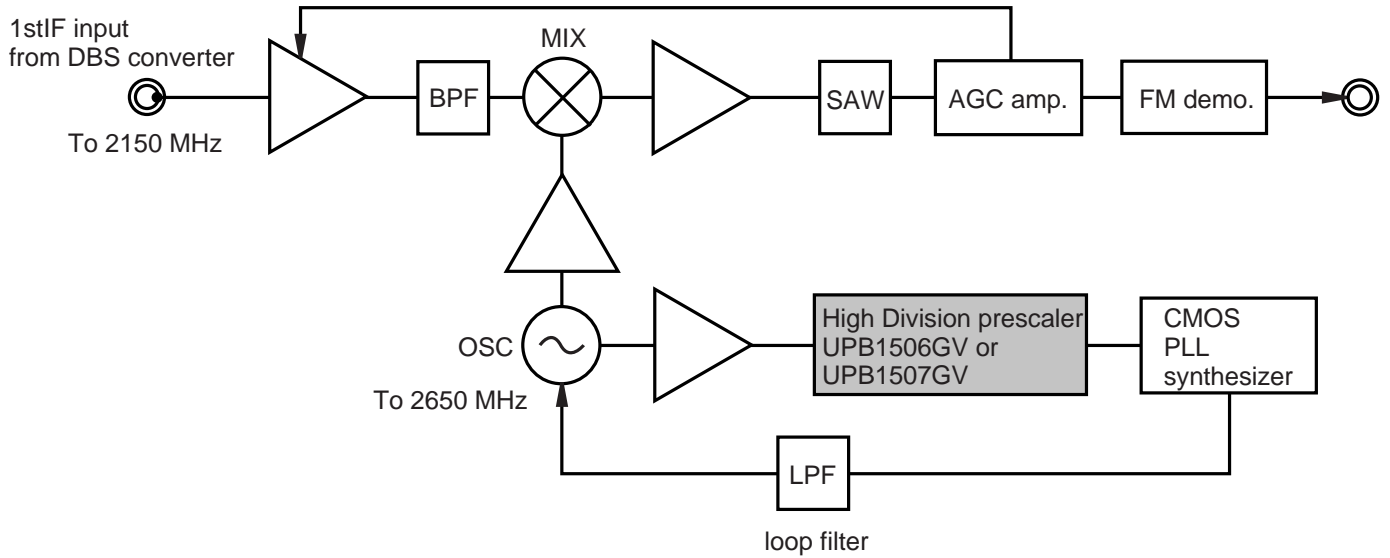 1stIF input
from DBS converter
To 2150 MHz
BPF
MIX
SAW
AGC amp.
FM demo.
OSC
To 2650 MHz
High Division prescaler
UPB1506GV or
UPB1507GV
CMOS
PLL
synthesizer
LPF
loop filter